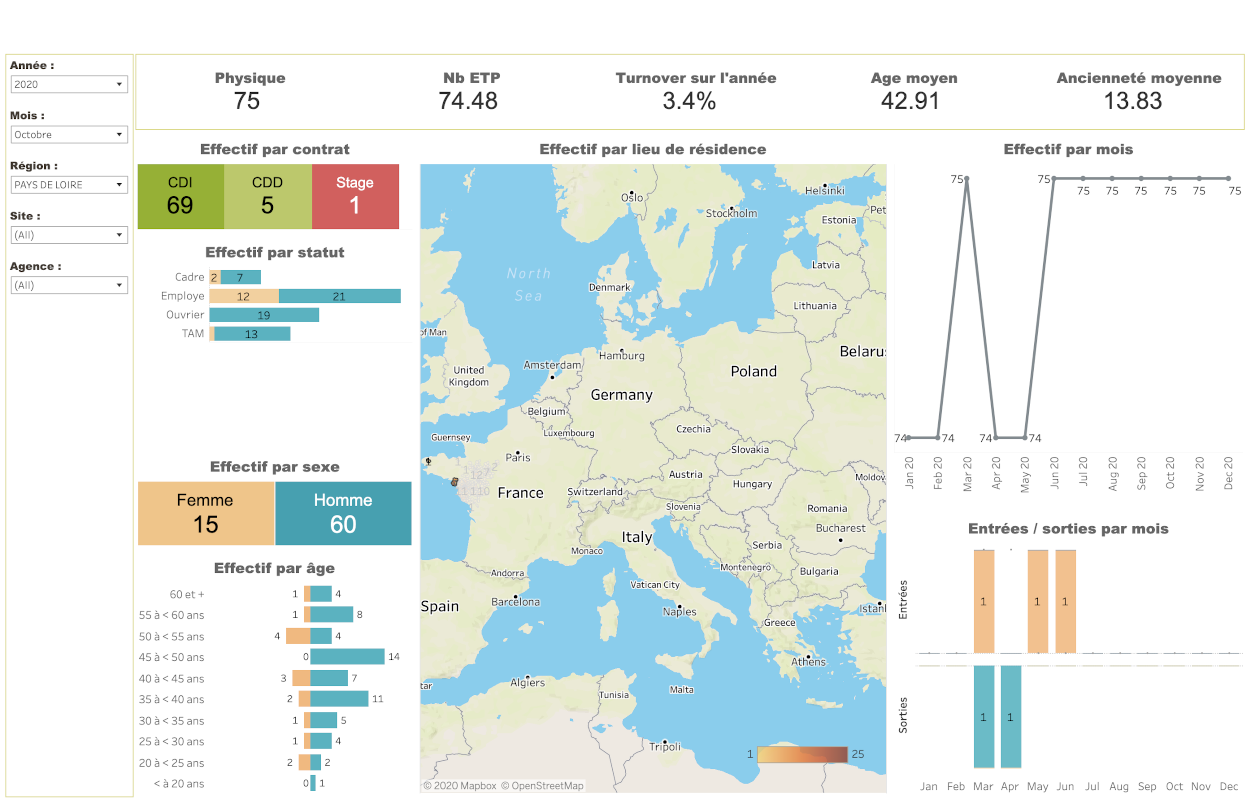 Année :
2020
Mois :
Octobre
Région :
PAYS DE LOIRE
Site :
(All)
Agence :
(All)
Physique
75
Nb ETP
74.48
Turnover sur l'année
3.4%
Age moyen
42.91
Ancienneté moyenne
13.83
Effectif par contrat
CDI
69
CDD
5
Stage
1
Effectif par statut
Cadre 2 7
Employe 12 21
Ouvrier 19
TAM 13
Effectif par sexe
Femme
15
Homme
60
Effectif par âge
60 et + 1 4
55 à < 60 ans 1 8
50 à < 55 ans 4 4
45 à < 50 ans 0 14
40 à < 45 ans 3 7
35 à < 40 ans 2 11
30 à < 35 ans 1 5
25 à < 30 ans 1 4
20 à < 25 ans 2 2
< à 20 ans 0 1
Effectif par lieu de résidence
Oslo
Helsinki
Stockholm
Estonia
Pet
North
Sea
Latvia
Denmark
Lithuania
of Man
Hamburg
Belarus
United
Kingdom
Amsterdam
Poland
Germany
Belgium
Guernsey
Luxembourg
Czechia
Paris
Slovakia
Austria
Moldov
France
Switzerland
Hungary
Slovenia
Romania
Bucharest
Italy
Monaco
Serbia
Andorra
Montenegro
Bulgaria
Vatican City
Spain
Barcelona
Naples
Istanb
Greece
Athens
tar
Algiers
Tunisia
Malta
Tripoli
1 25
© 2020 Mapbox © OpenStreetMap
Effectif par mois
75 75 75 75 75 75 75 75
74 74 74 74
Jan 20
Feb 20
Mar 20
Apr 20
May 20
Jun 20
Jul 20
Aug 20
Sep 20
Oct 20
Nov 20
Dec 20
Entrées / sorties par mois
Entrées
1 1 1
Sorties
1 1
Jan Feb Mar Apr May Jun Jul Aug Sep Oct Nov Dec